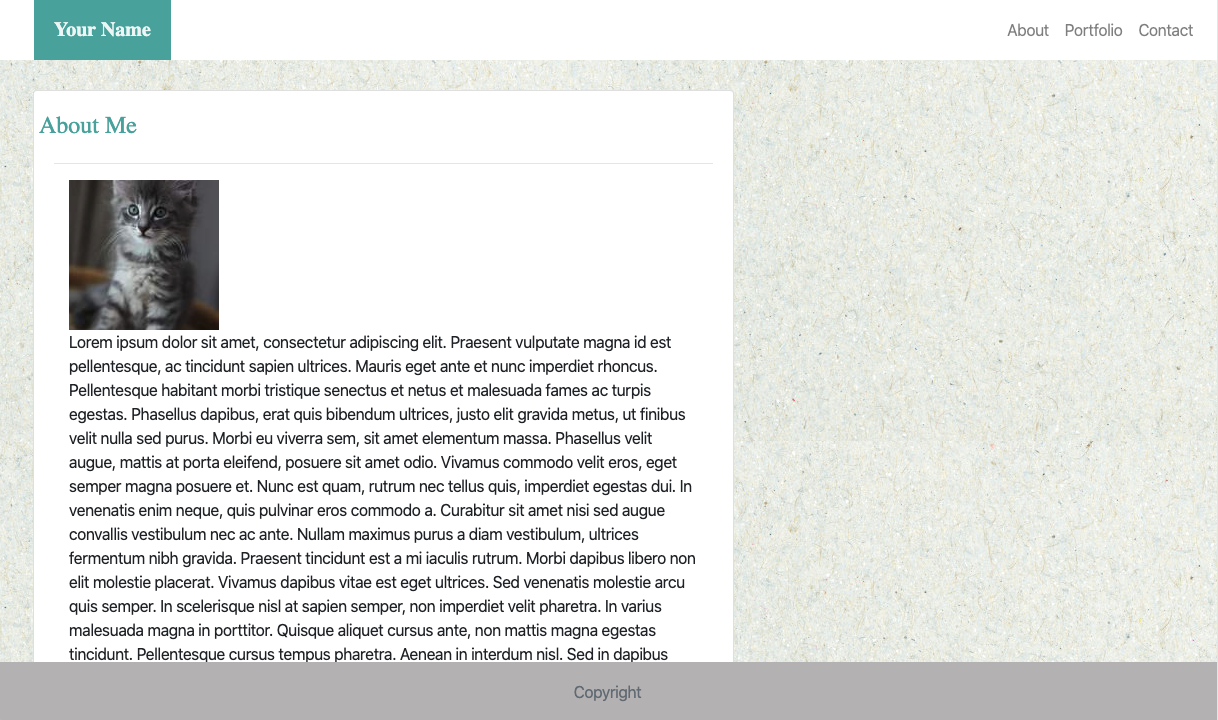 Your Name
About Portfolio Contact
About Me
Lorem ipsum dolor sit amet, consectetur adipiscing elit. Praesent vulputate magna id est
pellentesque, ac tincidunt sapien ultrices. Mauris eget ante et nunc imperdiet rhoncus.
Pellentesque habitant morbi tristique senectus et netus et malesuada fames ac turpis
egestas. Phasellus dapibus, erat quis bibendum ultrices, justo elit gravida metus, ut finibus
velit nulla sed purus. Morbi eu viverra sem, sit amet elementum massa. Phasellus velit
augue, mattis at porta eleifend, posuere sit amet odio. Vivamus commodo velit eros, eget
semper magna posuere et. Nunc est quam, rutrum nec tellus quis, imperdiet egestas dui. In
venenatis enim neque, quis pulvinar eros commodo a. Curabitur sit amet nisi sed augue
convallis vestibulum nec ac ante. Nullam maximus purus a diam vestibulum, ultrices
fermentum nibh gravida. Praesent tincidunt est a mi iaculis rutrum. Morbi dapibus libero non
elit molestie placerat. Vivamus dapibus vitae est eget ultrices. Sed venenatis molestie arcu
quis semper. In scelerisque nisl at sapien semper, non imperdiet velit pharetra. In varius
malesuada magna in porttitor. Quisque aliquet cursus ante, non mattis magna egestas
tincidunt. Pellentesque cursus tempus pharetra. Aenean in interdum nisl. Sed in dapibus
Copyright